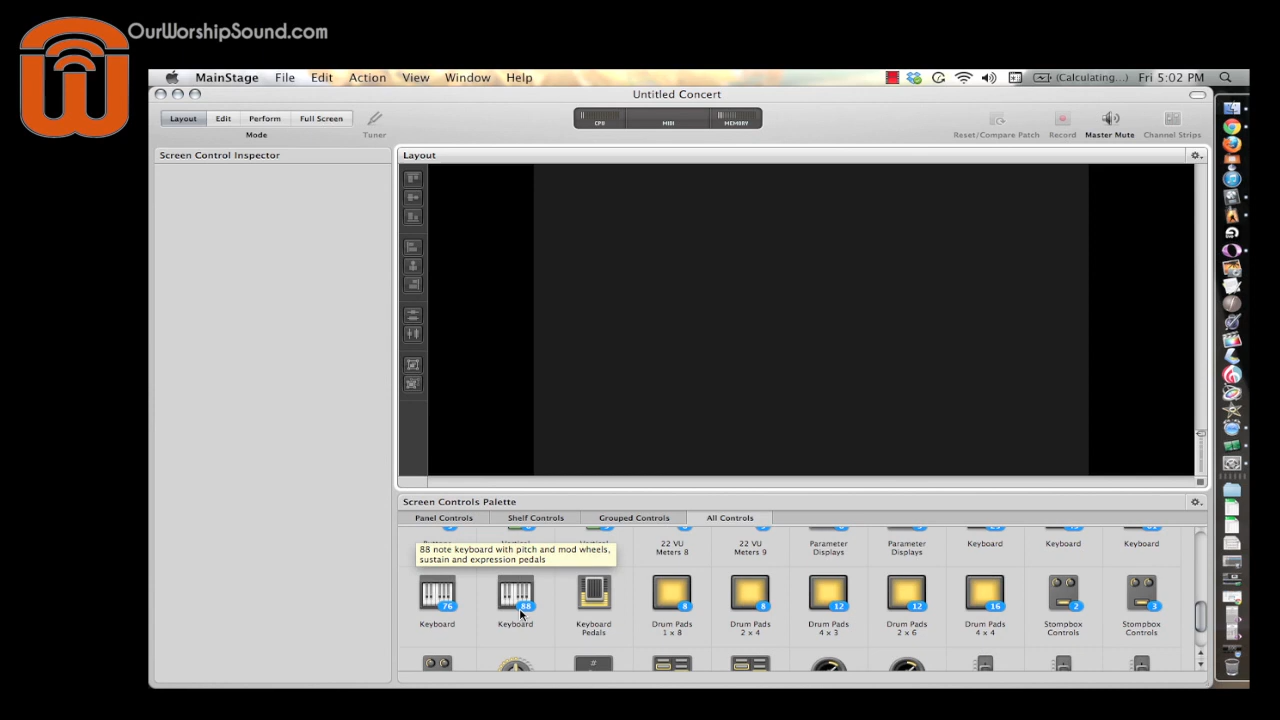 OurWorshipSound.com
MainStage File Edit Action View Window Help
(Calculating...) Fri 5:02 PM
Untitled Concert
Layout Edit Perform Full Screen
Mode
Tuner
CPU MIDI MEMORY
Reset/Compare Patch Record Master Mute Channel Strips
Screen Control Inspector
Layout
Screen Controls Palette
Panel Controls Shelf Controls Grouped Controls All Controls
88 note keyboard with pitch and mod wheels,
sustain and expression pedals
22 VU
Meters 8
22 VU
Meters 9
Parameter
Displays
Parameter
Displays
Keyboard
Keyboard
Keyboard
76
Keyboard
88
Keyboard
Keyboard
Pedals
8
Drum Pads
1 x 8
8
Drum Pads
2 x 4
12
Drum Pads
4 x 3
12
Drum Pads
2 x 6
16
Drum Pads
4 x 4
2
Stompbox
Controls
3
Stompbox
Controls